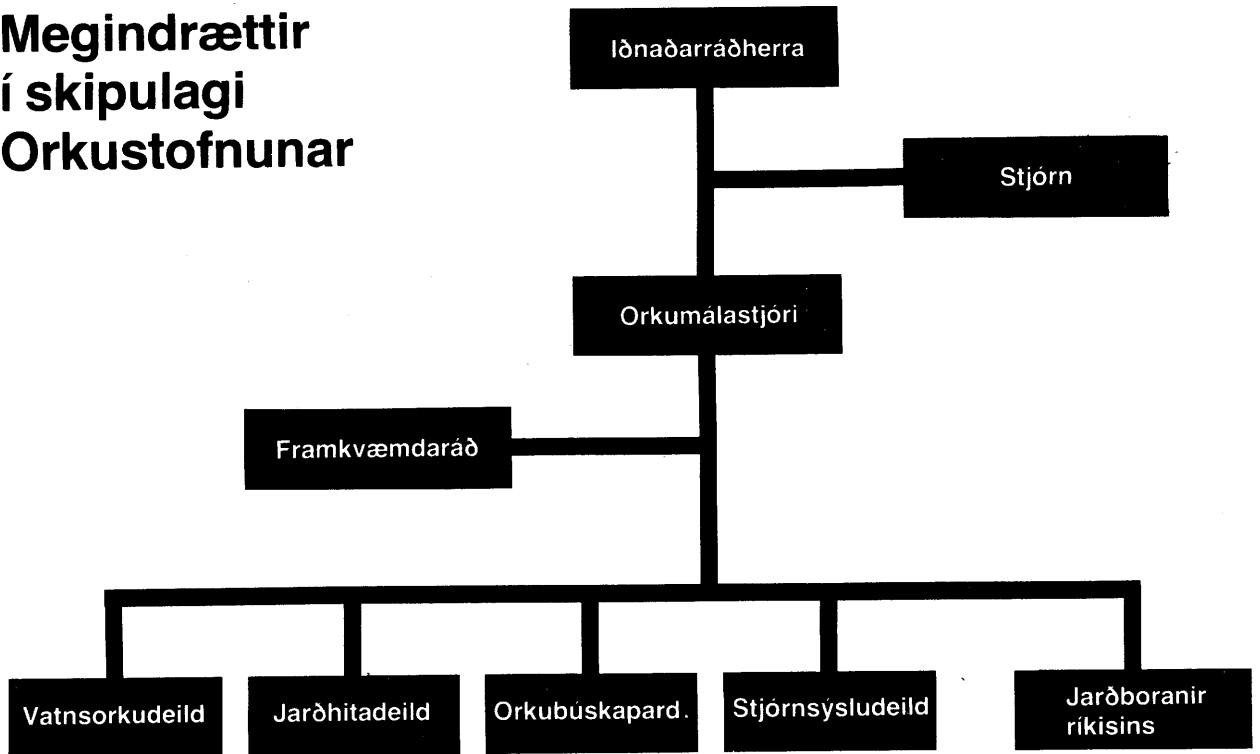 Megindrættir
í skipulagi
Orkustofnunar
Iðnaðarráðherra
Stjórn
Orkumálastjóri
Framkvæmdaráð
Vatnsorkudeild
Jarðhitadeild
Orkubúskapard.
Stjórnsýsludeild
Jarðboranir
ríkisins